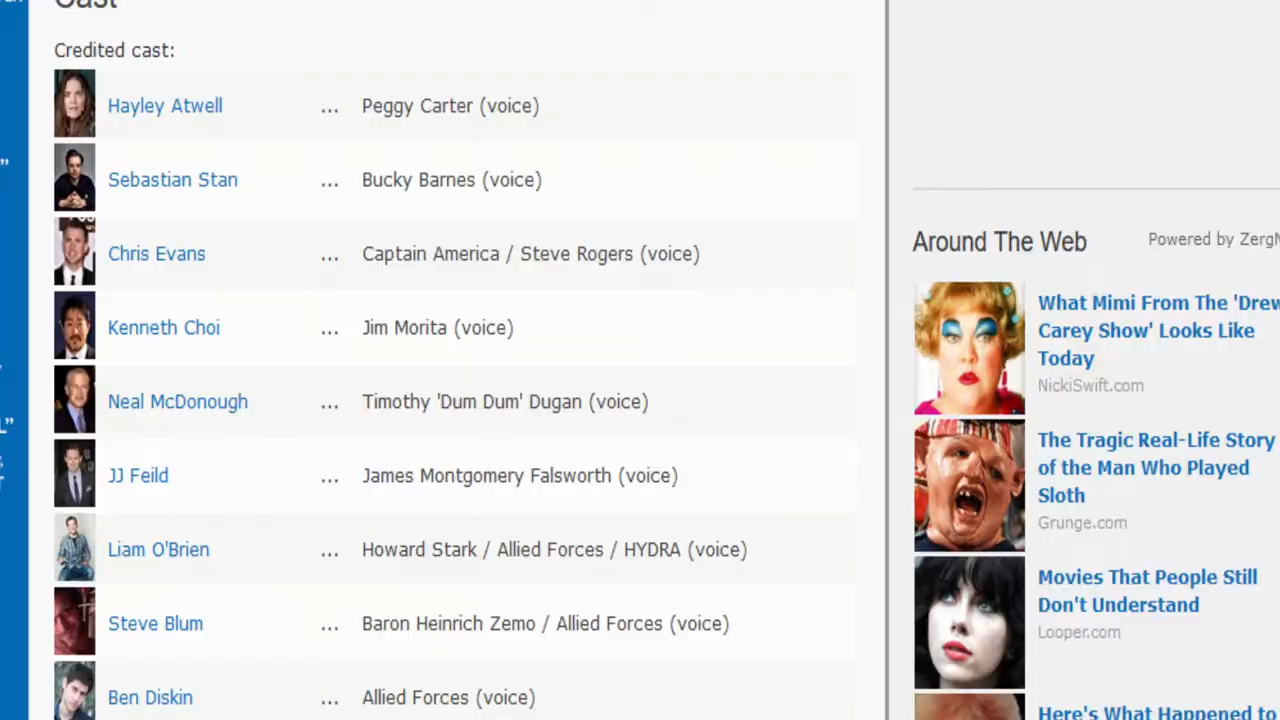 Cast
Credited cast:
Hayley Atwell ... Peggy Carter (voice)
Sebastian Stan ... Bucky Barnes (voice)
Chris Evans ... Captain America / Steve Rogers (voice)
Kenneth Choi ... Jim Morita (voice)
Neal McDonough ... Timothy 'Dum Dum' Dugan (voice)
JJ Feild ... James Montgomery Falsworth (voice)
Liam O'Brien ... Howard Stark / Allied Forces / HYDRA (voice)
Steve Blum ... Baron Heinrich Zemo / Allied Forces (voice)
Ben Diskin ... Allied Forces (voice)
Around The Web
Powered by ZergN
What Mimi From The 'Drew
Carey Show' Looks Like
Today
NickiSwift.com
The Tragic Real-Life Story
of the Man Who Played
Sloth
Grunge.com
Movies That People Still
Don't Understand
Looper.com
Here's What Happened to